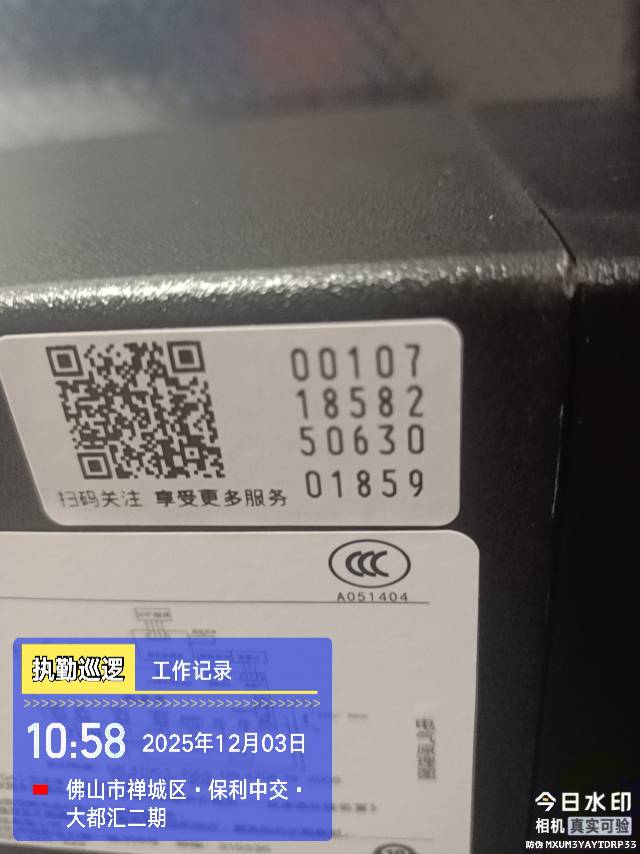 00107
18582
50630
01859
扫码关注 享受更多服务
CCC
A051404
电气原理图
执勤巡逻 工作记录
10:58 2025年12月03日
佛山市禅城区·保利中交·
大都汇二期
今日水印
相机 真实可验
防伪 MXUM3YAYTDRP33